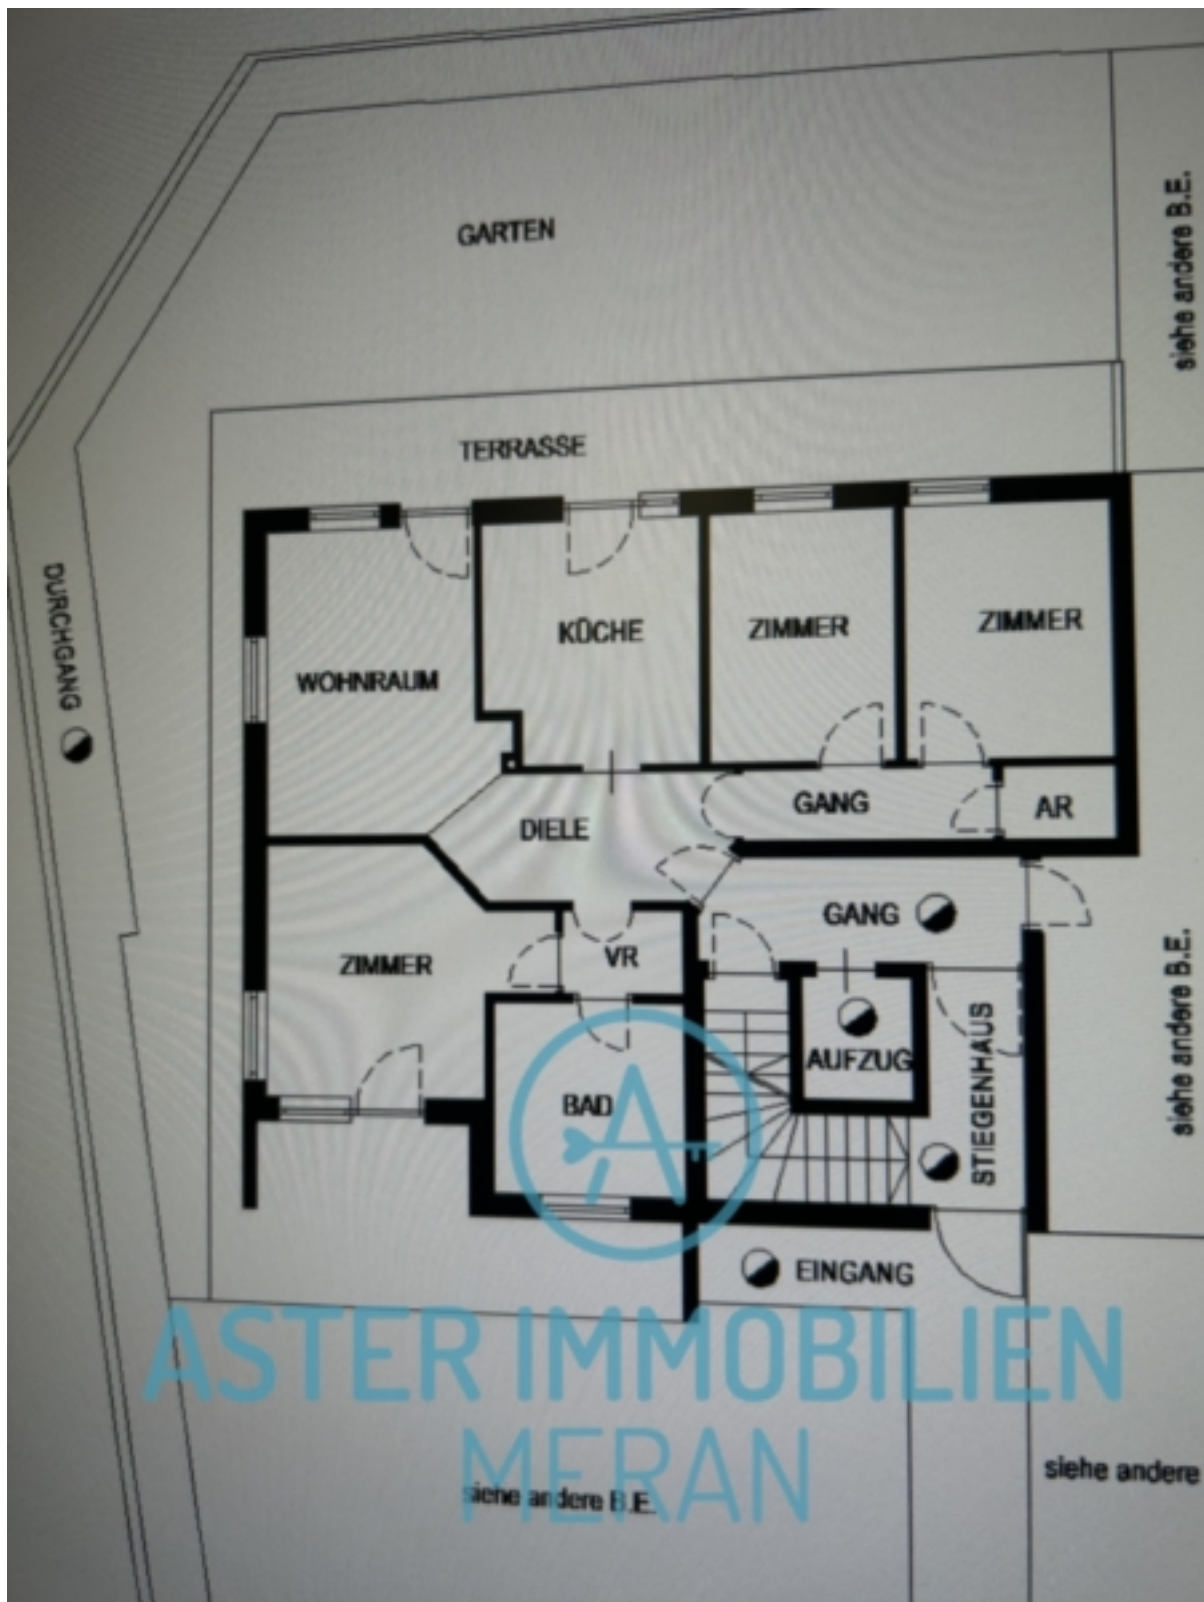 GARTEN
siehe andere B.E.
TERRASSE
DURCHGANG
WOHNRAUM
KÜCHE
ZIMMER
ZIMMER
DIELE
GANG
AR
GANG
ZIMMER
VR
AUFZUG
STIEGENHAUS
siehe andere B.E.
BAD
EINGANG
ASTER IMMOBILIEN
MERAN
siehe andere B.E.
siehe andere